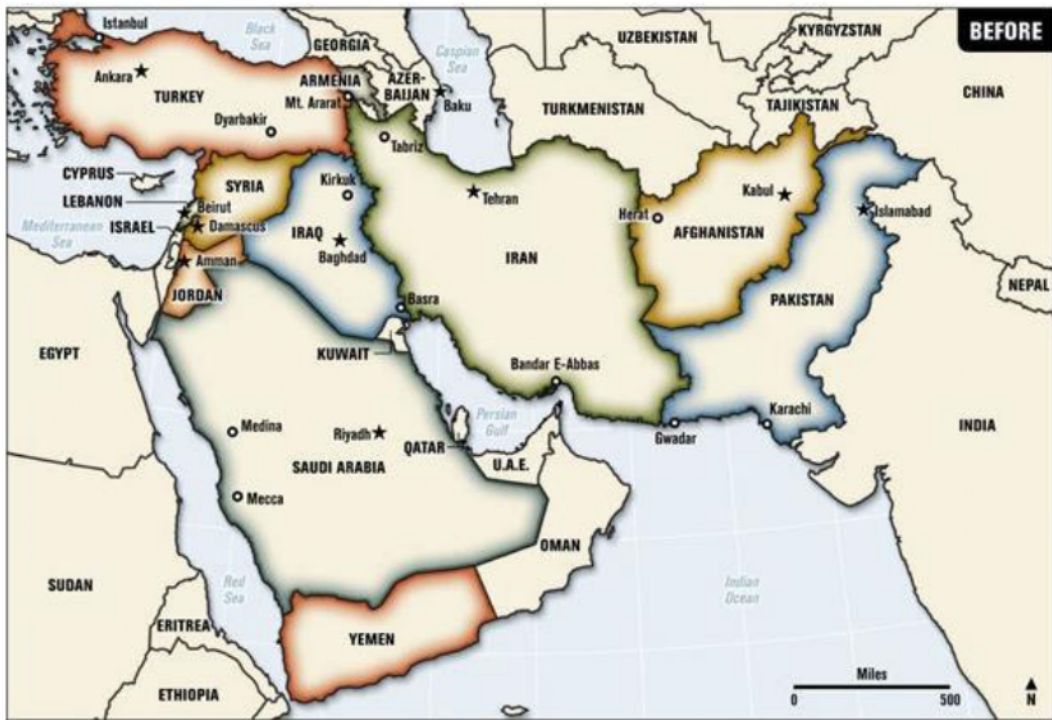 Istanbul
Black
Sea
GEORGIA
Caspian
Sea
UZBEKISTAN
KYRGYZSTAN
BEFORE
Ankara
TURKEY
ARMENIA
Mt. Ararat
AZER-
BAIJAN
Baku
TURKMENISTAN
TAJIKISTAN
CHINA
Dyarbakir
Tabriz
CYPRUS
SYRIA
Kirkuk
Tehran
Kabul
LEBANON
Beirut
Herat
Islamabad
Mediterranean
Sea
ISRAEL
Damascus
IRAQ
Baghdad
AFGHANISTAN
Amman
IRAN
JORDAN
Basra
PAKISTAN
NEPAL
EGYPT
KUWAIT
Bandar E-Abbas
Persian
Gulf
Karachi
Medina
Riyadh
QATAR
Gwadar
INDIA
SAUDI ARABIA
U.A.E.
Mecca
OMAN
SUDAN
Red
Sea
Indian
Ocean
ERITREA
YEMEN
Miles
0
500
N
ETHIOPIA